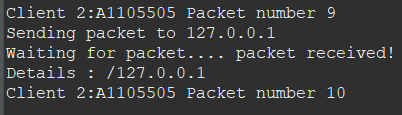 Client 2:A1105505 Packet number 9
Sending packet to 127.0.0.1
Waiting for packet.... packet received!
Details : /127.0.0.1
Client 2:A1105505 Packet number 10